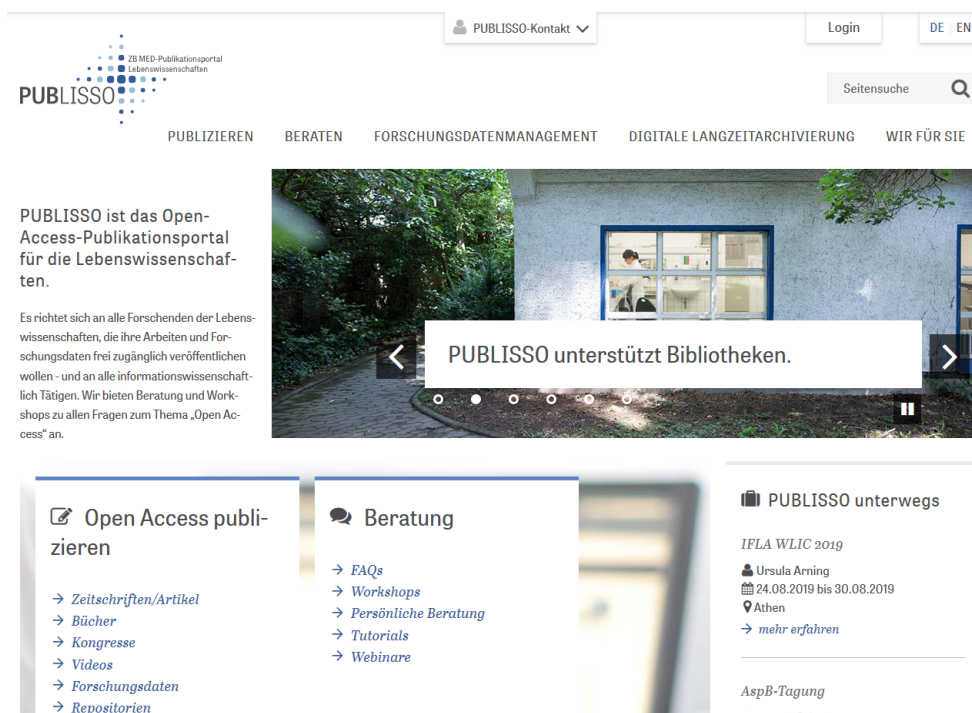 PUBLISSO-Kontakt
Login
DE | EN
ZB MED-Publikationsportal
Lebenswissenschaften
PUBLISSO
Seitensuche
PUBLIZIEREN BERATEN FORSCHUNGSDATENMANAGEMENT DIGITALE LANGZEITARCHIVIERUNG WIR FÜR SIE
PUBLISSO ist das Open-
Access-Publikationsportal
für die Lebenswissenschaf-
ten.
Es richtet sich an alle Forschenden der Lebens-
wissenschaften, die ihre Arbeiten und For-
schungsdaten frei zugänglich veröffentlichen
wollen - und an alle informationswissenschaft-
lich Tätigen. Wir bieten Beratung und Work-
shops zu allen Fragen zum Thema „Open Ac-
cess“ an.
PUBLISSO unterstützt Bibliotheken.
Open Access publi-
zieren
→ Zeitschriften/Artikel
→ Bücher
→ Kongresse
→ Videos
→ Forschungsdaten
→ Repositorien
Beratung
→ FAQs
→ Workshops
→ Persönliche Beratung
→ Tutorials
→ Webinare
PUBLISSO unterwegs
IFLA WLIC 2019
Ursula Arning
24.08.2019 bis 30.08.2019
Athen
→ mehr erfahren
AspB-Tagung